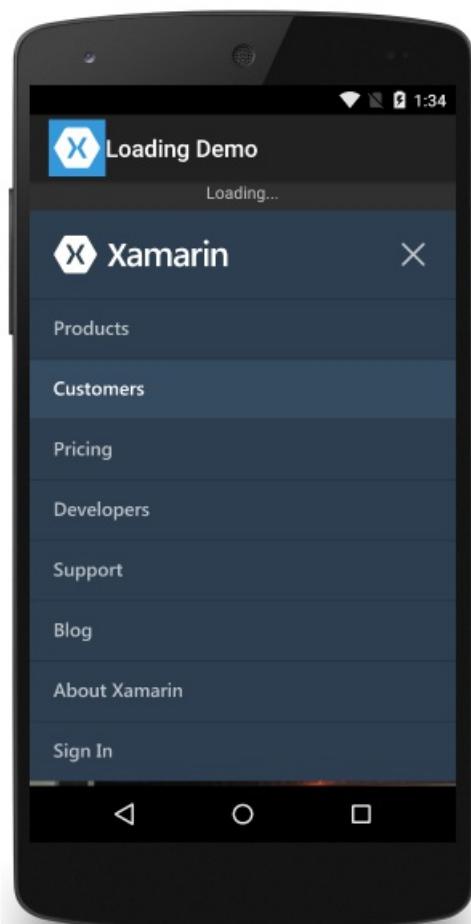 1:34
Loading Demo
Loading...
Xamarin
Products
Customers
Pricing
Developers
Support
Blog
About Xamarin
Sign In